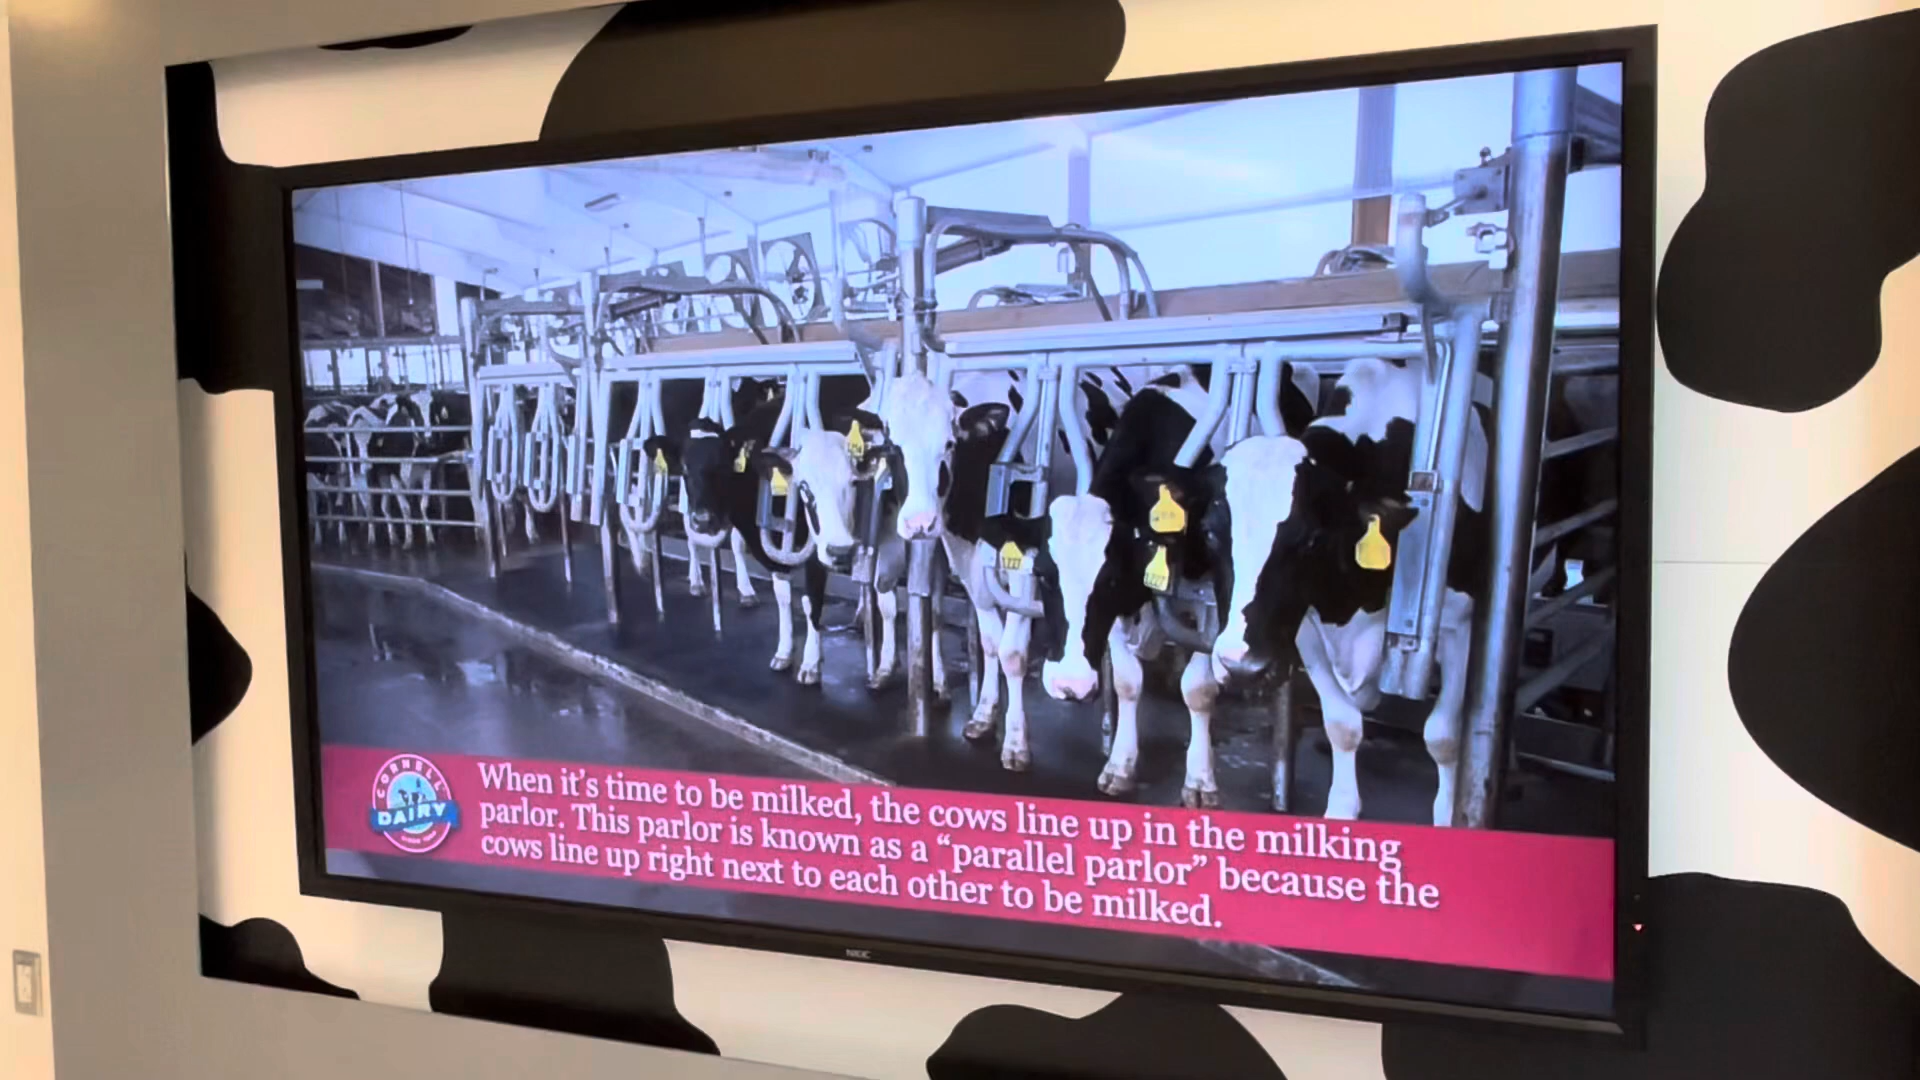 CORNELL
DAIRY
When it's time to be milked, the cows line up in the milking
parlor. This parlor is known as a “parallel parlor” because the
cows line up right next to each other to be milked.
NEC